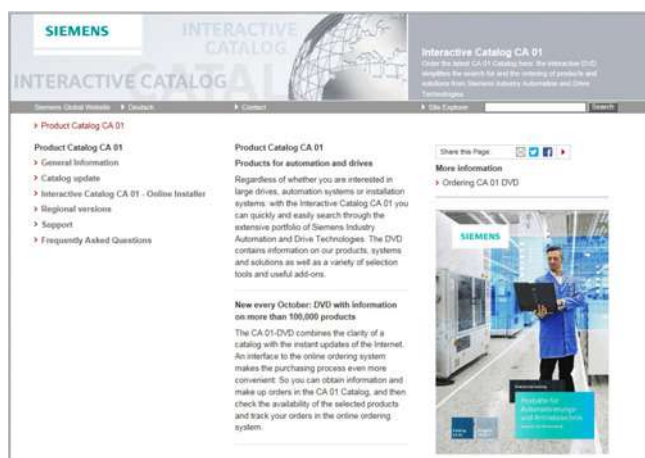 SIEMENS
INTERACTIVE
CATALOG
INTERACTIVE CATALOG
Interactive Catalog CA 01
Order the latest CA 01 Catalog here: the interactive DVD
simplifies the search for and the ordering of products and
solutions from Siemens Industry Automation and Drive
Technologies
Siemens Global Website Deutsch Contact Site Explorer Search
Product Catalog CA 01
Product Catalog CA 01
General Information
Catalog update
Interactive Catalog CA 01 - Online Installer
Regional versions
Support
Frequently Asked Questions
Product Catalog CA 01
Products for automation and drives
Regardless of whether you are interested in
large drives, automation systems or installation
systems: with the Interactive Catalog CA 01 you
can quickly and easily search through the
extensive portfolio of Siemens Industry
Automation and Drive Technologies. The DVD
contains information on our products, systems
and solutions as well as a variety of selection
tools and useful add-ons.
New every October: DVD with information
on more than 100,000 products
The CA 01-DVD combines the clarity of a
catalog with the instant updates of the Internet.
An interface to the online ordering system
makes the purchasing process even more
convenient: So you can obtain information and
make up orders in the CA 01 Catalog, and then
check the availability of the selected products
and track your orders in the online ordering
system.
Share this Page:
More information
Ordering CA 01 DVD
SIEMENS
Produkte für
Automatisierungs-
und Antriebstechnik